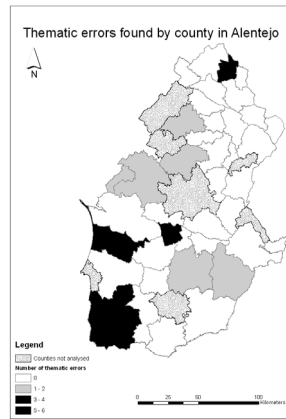 Thematic errors found by county in Alentejo
N
Legend
Counties not analysed
Number of thematic errors
0
1 - 2
3 - 4
5 - 6
0 25 50 100
Kilometers